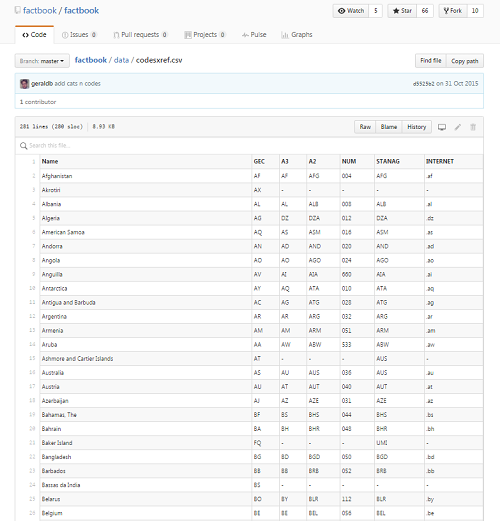 factbook / factbook
Watch 5 Star 66 Fork 10
Code Issues 0 Pull requests 0 Projects 0 Pulse Graphs
Branch: master factbook / data / codesxref.csv Find file Copy path
geraldb add cats n codes d5529b2 on 31 Oct 2015
1 contributor
281 lines (280 sloc) 8.93 KB Raw Blame History
Search this file...
1 Name GEC A3 A2 NUM STANAG INTERNET
2 Afghanistan AF AF AFG 004 AFG .af
3 Akrotiri AX - - - - -
4 Albania AL AL ALB 008 ALB .al
5 Algeria AG DZ DZA 012 DZA .dz
6 American Samoa AQ AS ASM 016 ASM .as
7 Andorra AN AD AND 020 AND .ad
8 Angola AO AO AGO 024 AGO .ao
9 Anguilla AV AI AIA 660 AIA .ai
10 Antarctica AY AQ ATA 010 ATA .aq
11 Antigua and Barbuda AC AG ATG 028 ATG .ag
12 Argentina AR AR ARG 032 ARG .ar
13 Armenia AM AM ARM 051 ARM .am
14 Aruba AA AW ABW 533 ABW .aw
15 Ashmore and Cartier Islands AT - - - AUS -
16 Australia AS AU AUS 036 AUS .au
17 Austria AU AT AUT 040 AUT .at
18 Azerbaijan AJ AZ AZE 031 AZE .az
19 Bahamas, The BF BS BHS 044 BHS .bs
20 Bahrain BA BH BHR 048 BHR .bh
21 Baker Island FQ - - - UMI -
22 Bangladesh BG BD BGD 050 BGD .bd
23 Barbados BB BB BRB 052 BRB .bb
24 Bassas da India BS - - - - -
25 Belarus BO BY BLR 112 BLR .by
26 Belgium BE BE BEL 056 BEL .be